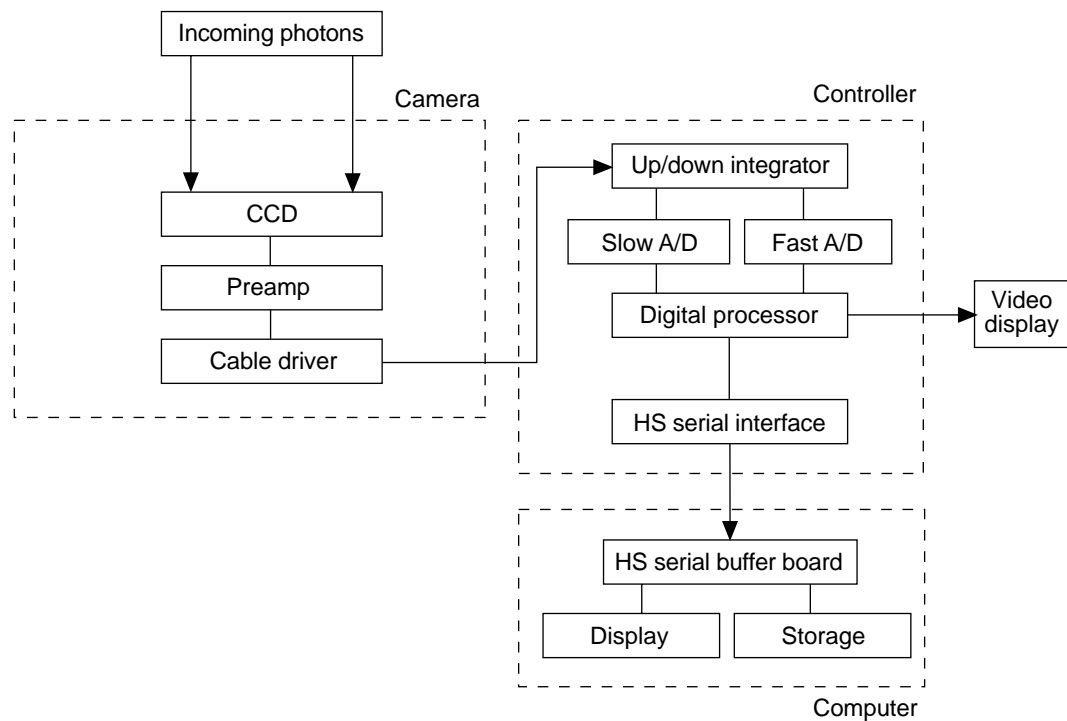 Incoming photons
Camera
CCD
Preamp
Cable driver
Controller
Up/down integrator
Slow A/D
Fast A/D
Digital processor
HS serial interface
Video
display
HS serial buffer board
Display
Storage
Computer